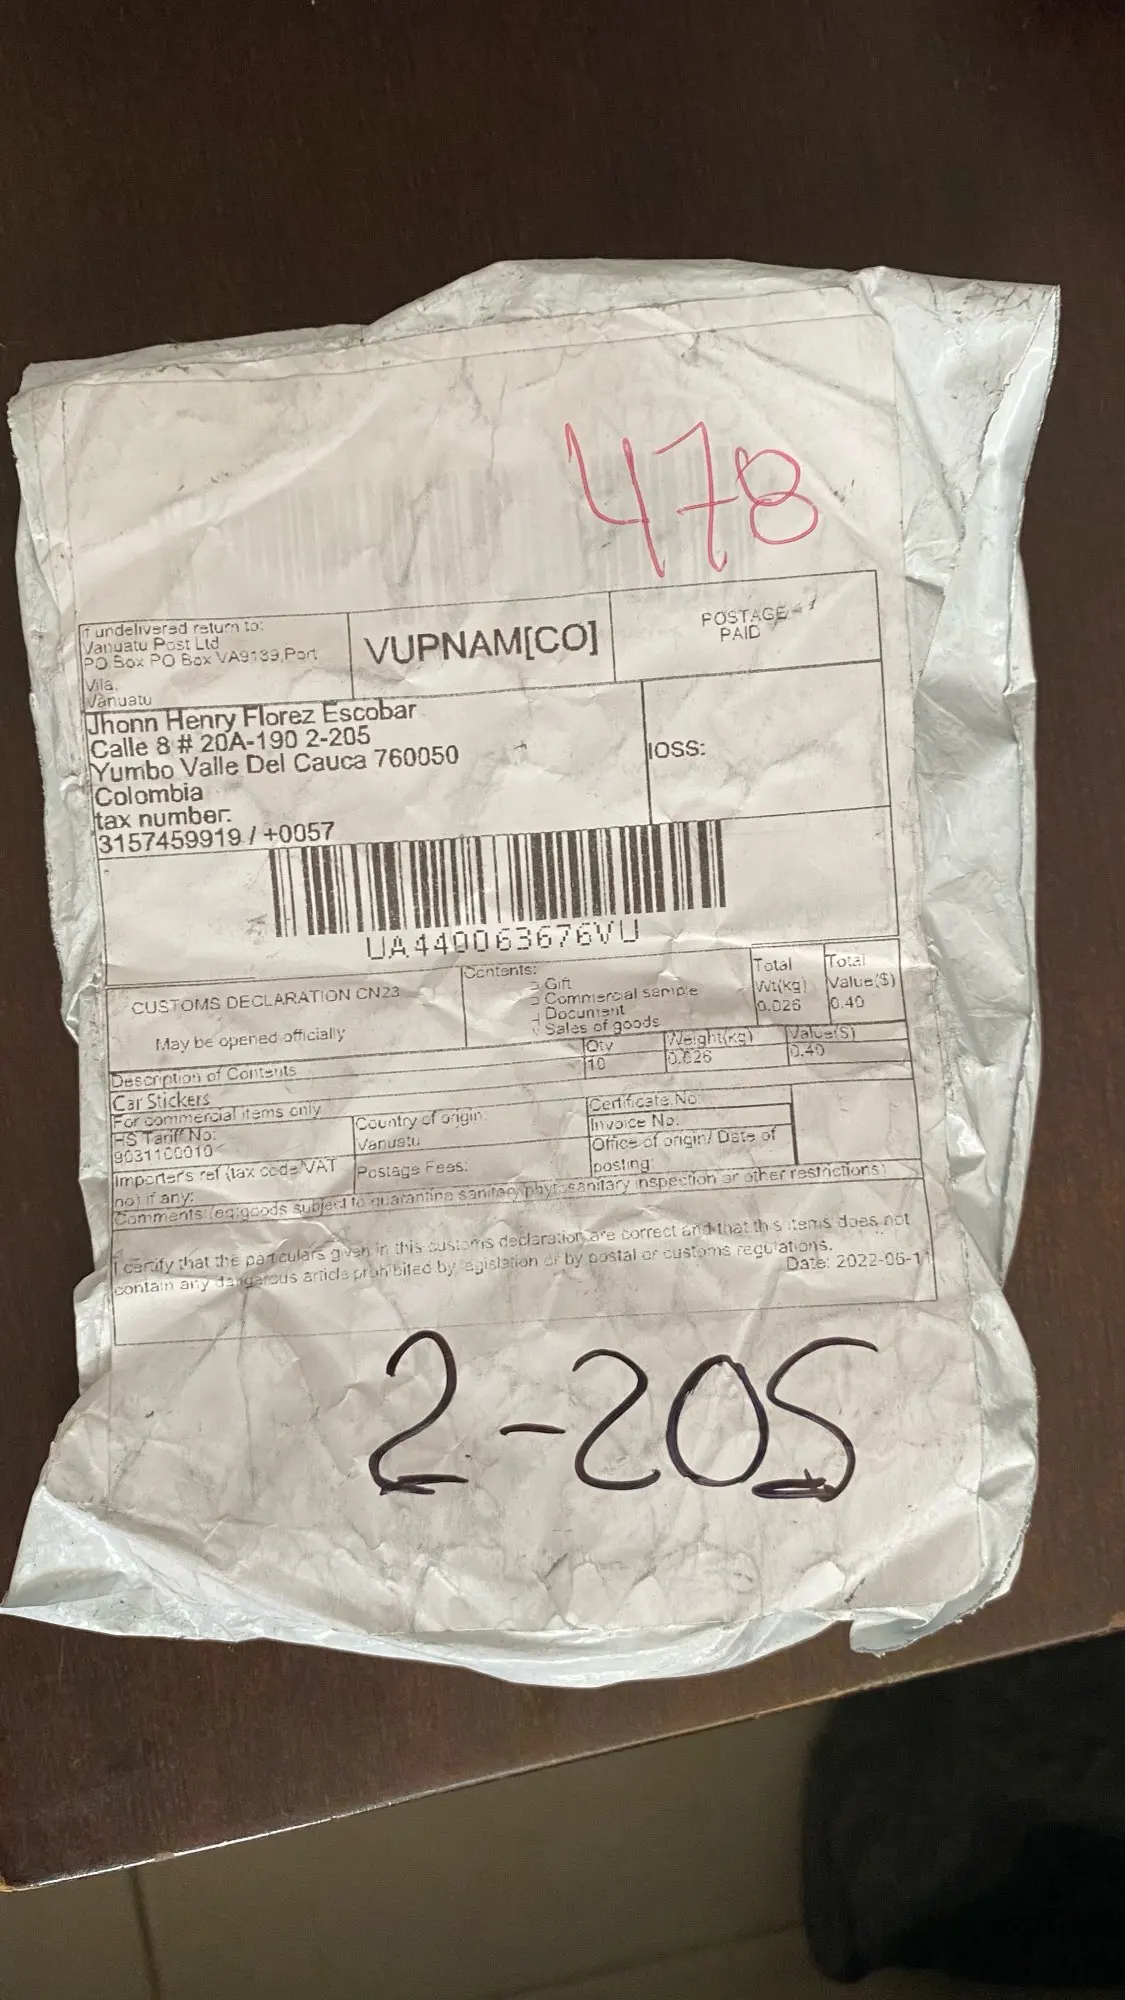 478
If undelivered return to:
Vanuatu Post Ltd
PO Box PO Box VA9139,Port
Vila,
Vanuatu
VUPNAM[CO]
POSTAGE
PAID
Jhonn Henry Florez Escobar
Calle 8 # 20A-190 2-205
Yumbo Valle Del Cauca 760050
Colombia
tax number:
3157459919 / +0057
IOSS:
UA449063676VU
CUSTOMS DECLARATION CN23
May be opened officially
Contents:
Gift
Commercial sample
Document
Sales of goods
Total
Wt(kg)
0.026
Total
Value($)
0.40
Description of Contents
Qty
Weight(kg)
Value($)
Car Stickers
10
0.026
0.40
For commercial items only
HS Tariff No:
9031100010
Country of origin:
Vanuatu
Certificate No:
Invoice No:
Office of origin/ Date of
posting:
Importer's ref (tax code/VAT
no) if any:
Postage Fees:
Comments:(eg:goods subject to quarantine sanitary/phytosanitary inspection or other restrictions)
I certify that the particulars given in this customs declaration are correct and that this items does not
contain any dangerous article prohibited by legislation or by postal or customs regulations.
Date: 2022-06-11
2-205